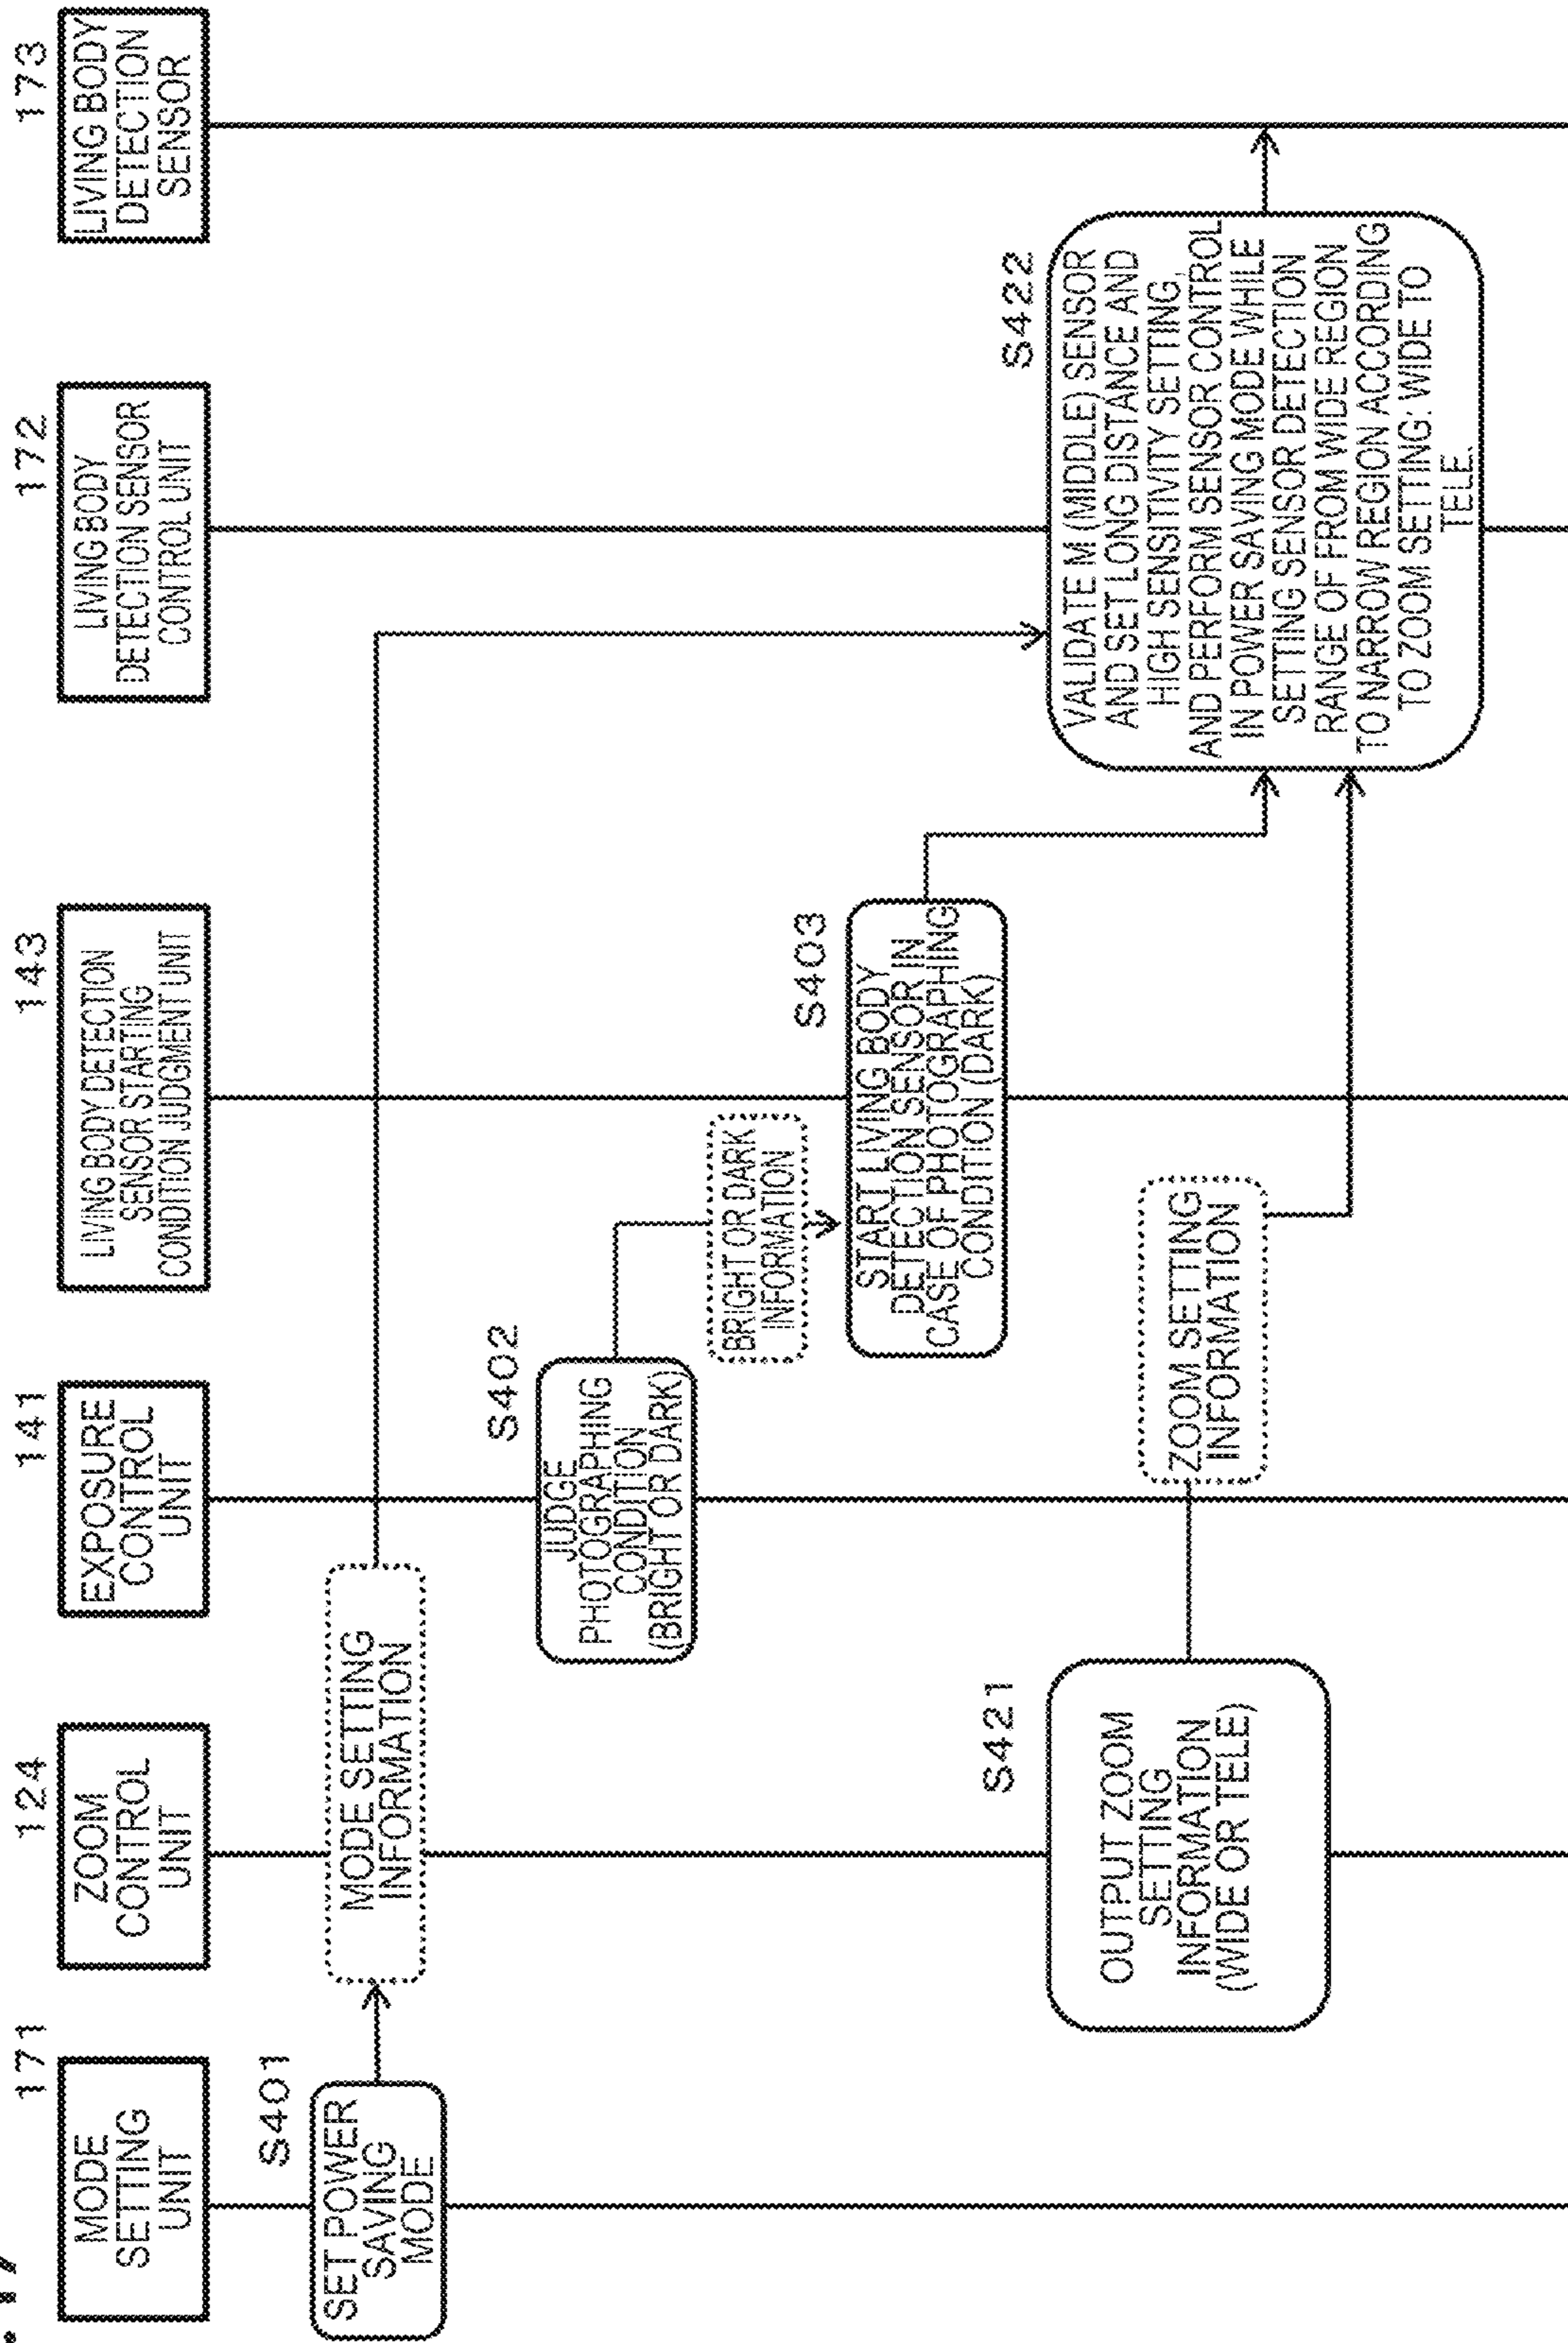 171
MODE
SETTING
UNIT
124
ZOOM
CONTROL
UNIT
141
EXPOSURE
CONTROL
UNIT
143
LIVING BODY DETECTION
SENSOR STARTING
CONDITION JUDGMENT UNIT
172
LIVING BODY
DETECTION SENSOR
CONTROL UNIT
173
LIVING BODY
DETECTION
SENSOR
S401
SET POWER
SAVING
MODE
MODE SETTING
INFORMATION
S402
JUDGE
PHOTOGRAPHING
CONDITION
(BRIGHT OR DARK)
BRIGHT OR DARK
INFORMATION
S403
START LIVING BODY
DETECTION SENSOR IN
CASE OF PHOTOGRAPHING
CONDITION (DARK)
S421
OUTPUT ZOOM
SETTING
INFORMATION
(WIDE OR TELE)
ZOOM SETTING
INFORMATION
S422
VALIDATE M (MIDDLE) SENSOR
AND SET LONG DISTANCE AND
HIGH SENSITIVITY SETTING,
AND PERFORM SENSOR CONTROL
IN POWER SAVING MODE WHILE
SETTING SENSOR DETECTION
RANGE OF FROM WIDE REGION
TO NARROW REGION ACCORDING
TO ZOOM SETTING: WIDE TO
TELE.